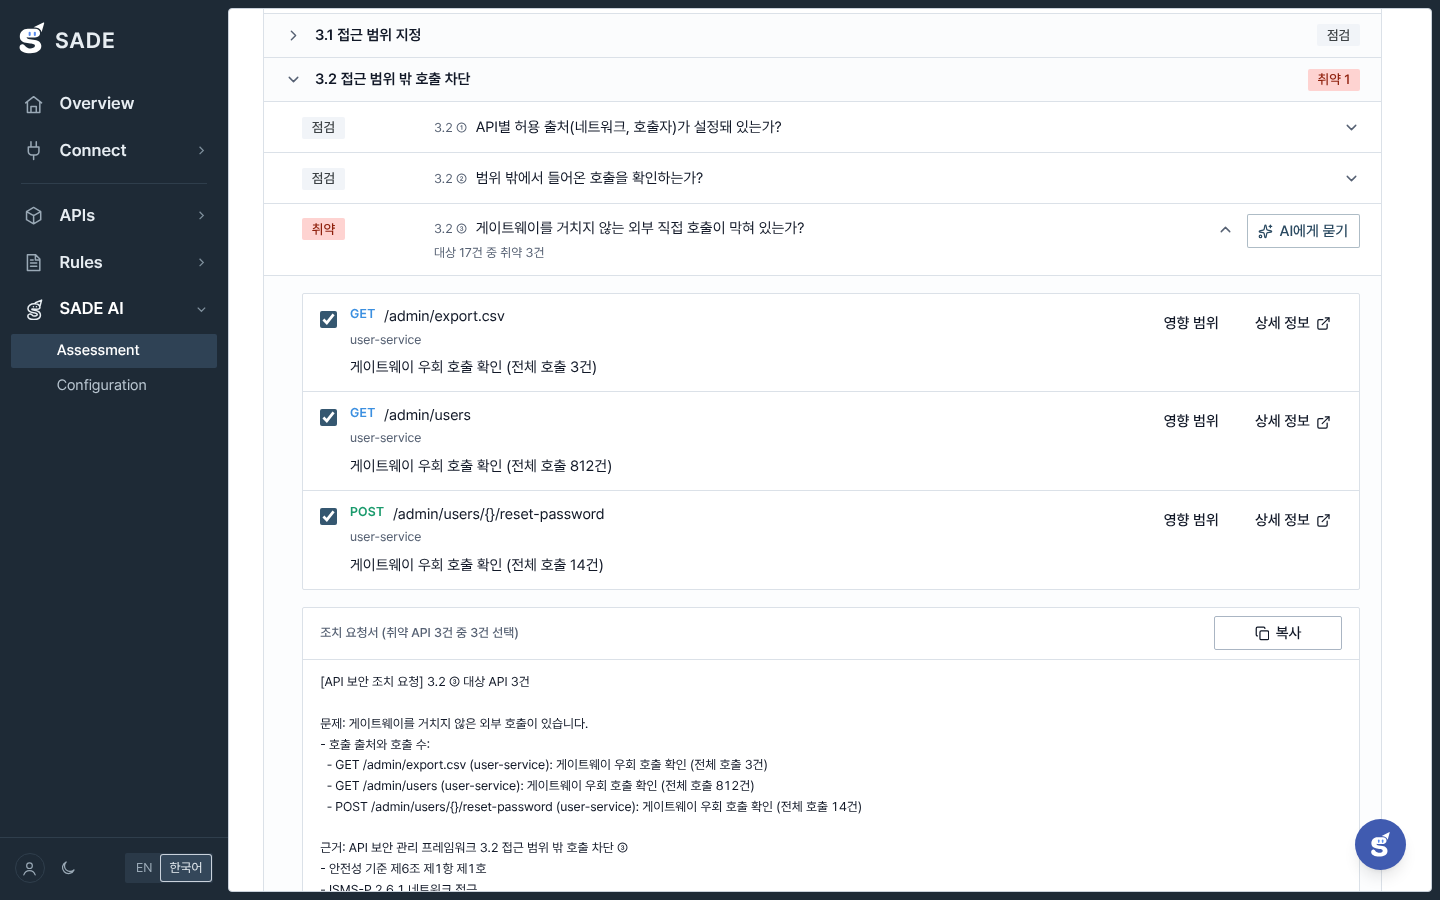 SADE
Overview
Connect
APIs
Rules
SADE AI
Assessment
Configuration
EN 한국어
3.1 접근 범위 지정 점검
3.2 접근 범위 밖 호출 차단 취약 1
점검 3.2 ① API별 허용 출처(네트워크, 호출자)가 설정돼 있는가?
점검 3.2 ② 범위 밖에서 들어온 호출을 확인하는가?
취약 3.2 ③ 게이트웨이를 거치지 않는 외부 직접 호출이 막혀 있는가? AI에게 묻기
대상 17건 중 취약 3건
GET /admin/export.csv 영향 범위 상세 정보
user-service
게이트웨이 우회 호출 확인 (전체 호출 3건)
GET /admin/users 영향 범위 상세 정보
user-service
게이트웨이 우회 호출 확인 (전체 호출 812건)
POST /admin/users/{}/reset-password 영향 범위 상세 정보
user-service
게이트웨이 우회 호출 확인 (전체 호출 14건)
조치 요청서 (취약 API 3건 중 3건 선택) 복사
[API 보안 조치 요청] 3.2 ③ 대상 API 3건
문제: 게이트웨이를 거치지 않은 외부 호출이 있습니다.
- 호출 출처와 호출 수:
- GET /admin/export.csv (user-service): 게이트웨이 우회 호출 확인 (전체 호출 3건)
- GET /admin/users (user-service): 게이트웨이 우회 호출 확인 (전체 호출 812건)
- POST /admin/users/{}/reset-password (user-service): 게이트웨이 우회 호출 확인 (전체 호출 14건)
근거: API 보안 관리 프레임워크 3.2 접근 범위 밖 호출 차단 ③
- 안전성 기준 제6조 제1항 제1호
- ISMS-P 2.6.1 네트워크 접근